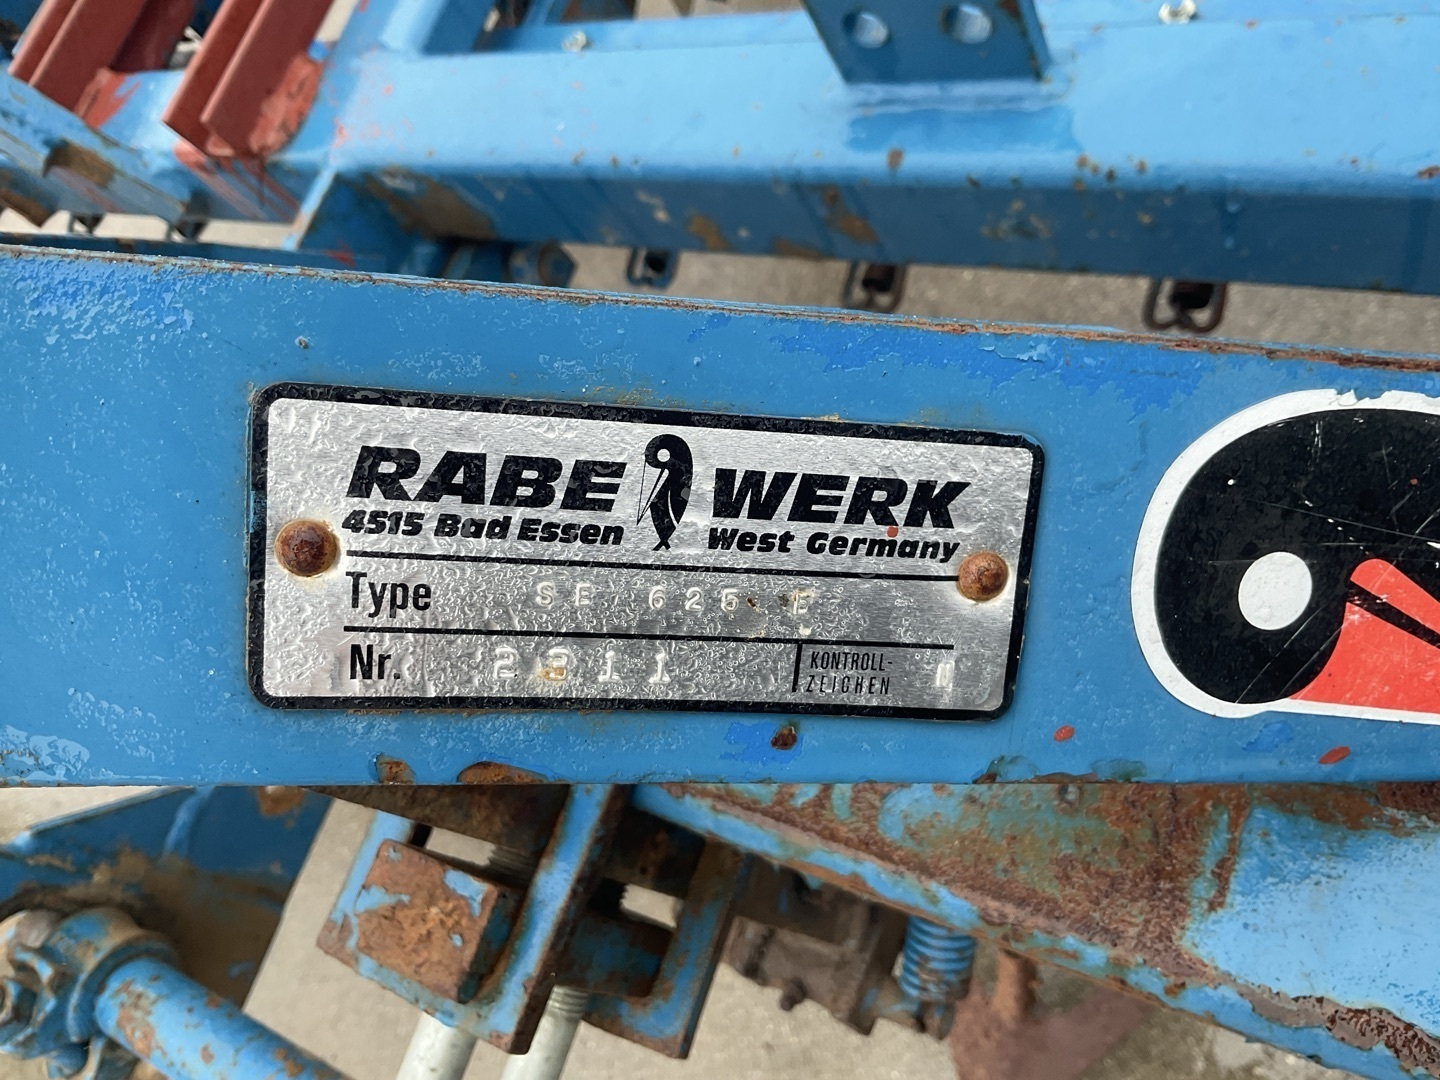 RABE WERK
4515 Bad Essen West Germany
Type SE 625 E
Nr. 2311 KONTROLL-
ZEICHEN